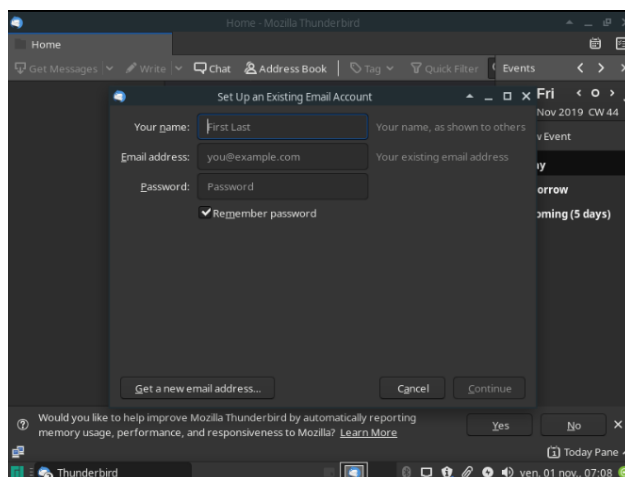 Home - Mozilla Thunderbird
Home
Get Messages
Write
Chat
Address Book
Tag
Quick Filter
Events
Set Up an Existing Email Account
Fri
Nov 2019 CW 44
w Event
Your name:
First Last
Your name, as shown to others
Email address:
you@example.com
Your existing email address
ay
Password:
Password
orrow
Remember password
oming (5 days)
Get a new email address...
Cancel
Continue
Would you like to help improve Mozilla Thunderbird by automatically reporting
memory usage, performance, and responsiveness to Mozilla? Learn More
Yes
No
Today Pane
Thunderbird
ven. 01 nov., 07:08